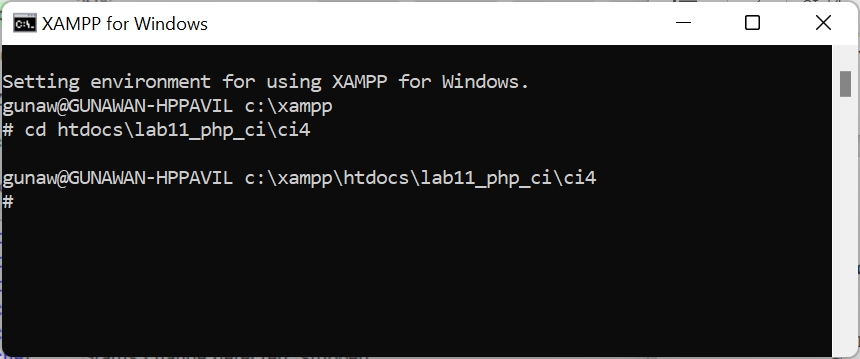 XAMPP for Windows
Setting environment for using XAMPP for Windows.
gunaw@GUNAWAN-HPPAVIL c:\xampp
# cd htdocs\lab11_php_ci\ci4
gunaw@GUNAWAN-HPPAVIL c:\xampp\htdocs\lab11_php_ci\ci4
#